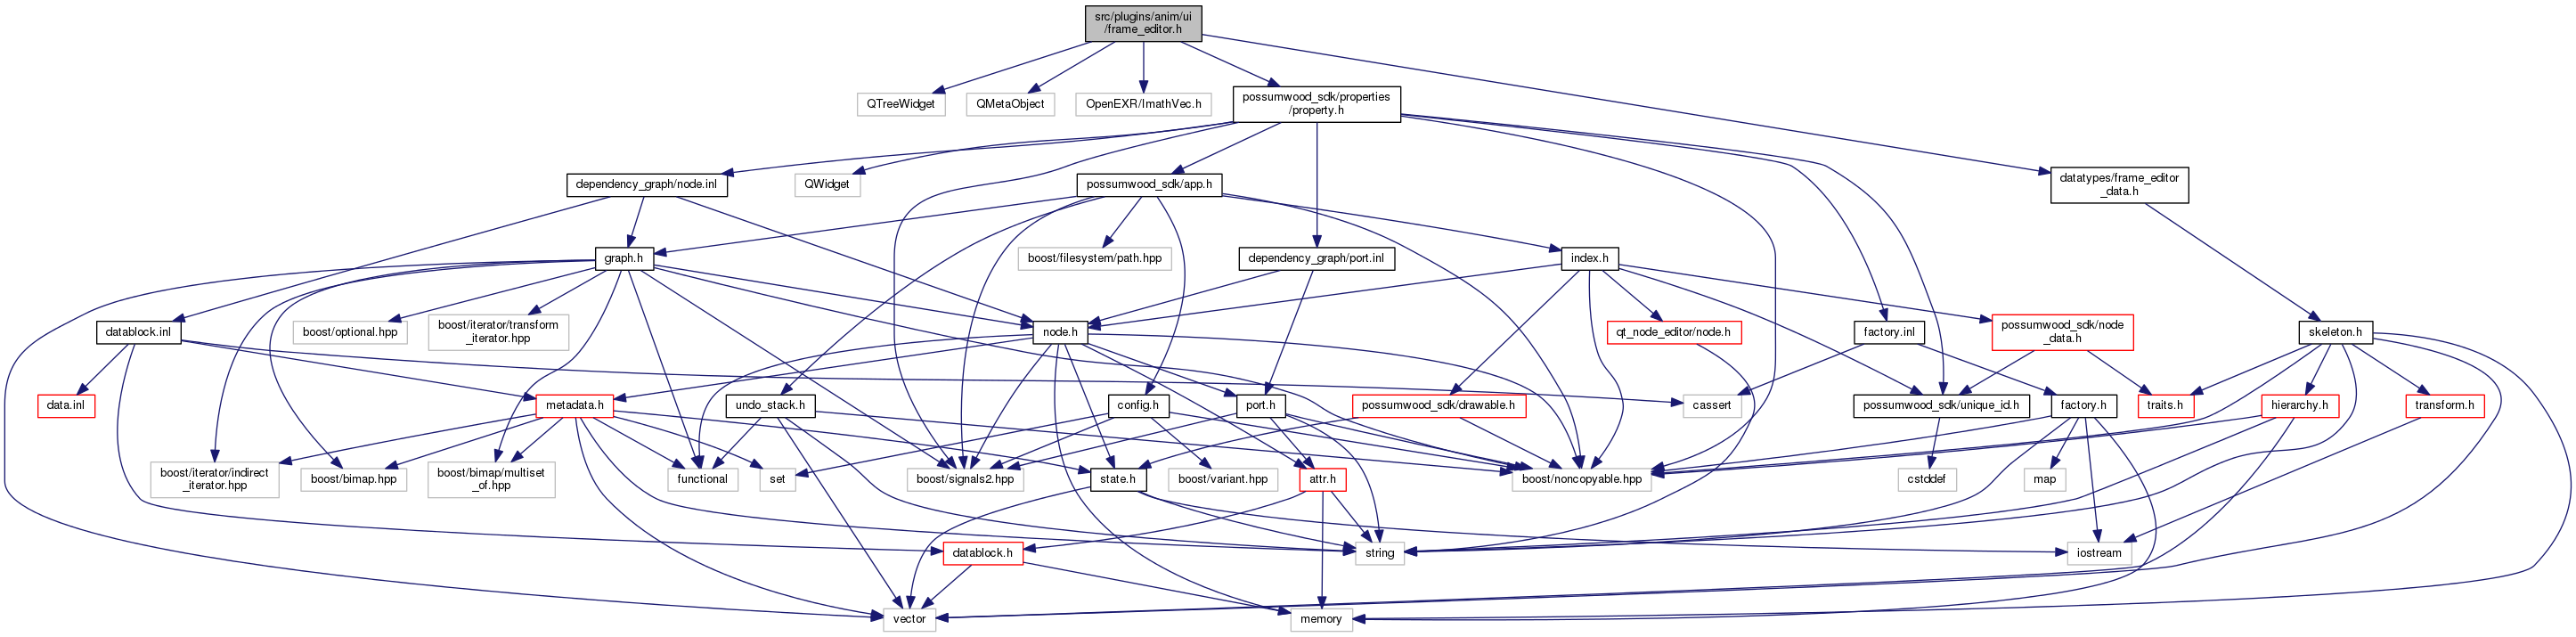 src/plugins/anim/ui
/frame_editor.h
QTreeWidget
QMetaObject
OpenEXR/ImathVec.h
possumwood_sdk/properties
/property.h
dependency_graph/node.inl
QWidget
possumwood_sdk/app.h
datatypes/frame_editor
_data.h
graph.h
boost/filesystem/path.hpp
dependency_graph/port.inl
index.h
datablock.inl
boost/optional.hpp
boost/iterator/transform
_iterator.hpp
node.h
qt_node_editor/node.h
factory.inl
possumwood_sdk/node
_data.h
skeleton.h
data.inl
metadata.h
undo_stack.h
config.h
port.h
possumwood_sdk/drawable.h
cassert
possumwood_sdk/unique_id.h
factory.h
traits.h
hierarchy.h
transform.h
boost/iterator/indirect
_iterator.hpp
boost/bimap.hpp
boost/bimap/multiset
_of.hpp
functional
set
boost/signals2.hpp
state.h
boost/variant.hpp
attr.h
boost/noncopyable.hpp
cstddef
map
datablock.h
string
iostream
vector
memory